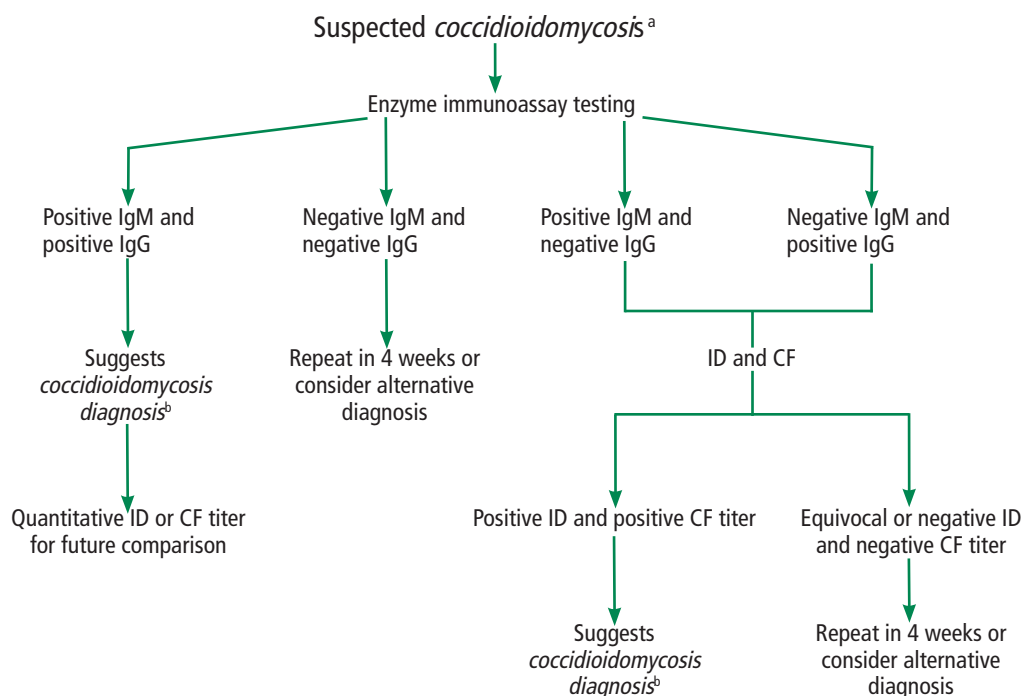 Suspected coccidioidomycosis a
Enzyme immunoassay testing
Positive IgM and
positive IgG
Negative IgM and
negative IgG
Positive IgM and
negative IgG
Negative IgM and
positive IgG
Suggests
coccidioidomycosis
diagnosis b
Repeat in 4 weeks or
consider alternative
diagnosis
ID and CF
Quantitative ID or CF titer
for future comparison
Positive ID and positive CF titer
Equivocal or negative ID
and negative CF titer
Suggests
coccidioidomycosis
diagnosis b
Repeat in 4 weeks or
consider alternative
diagnosis